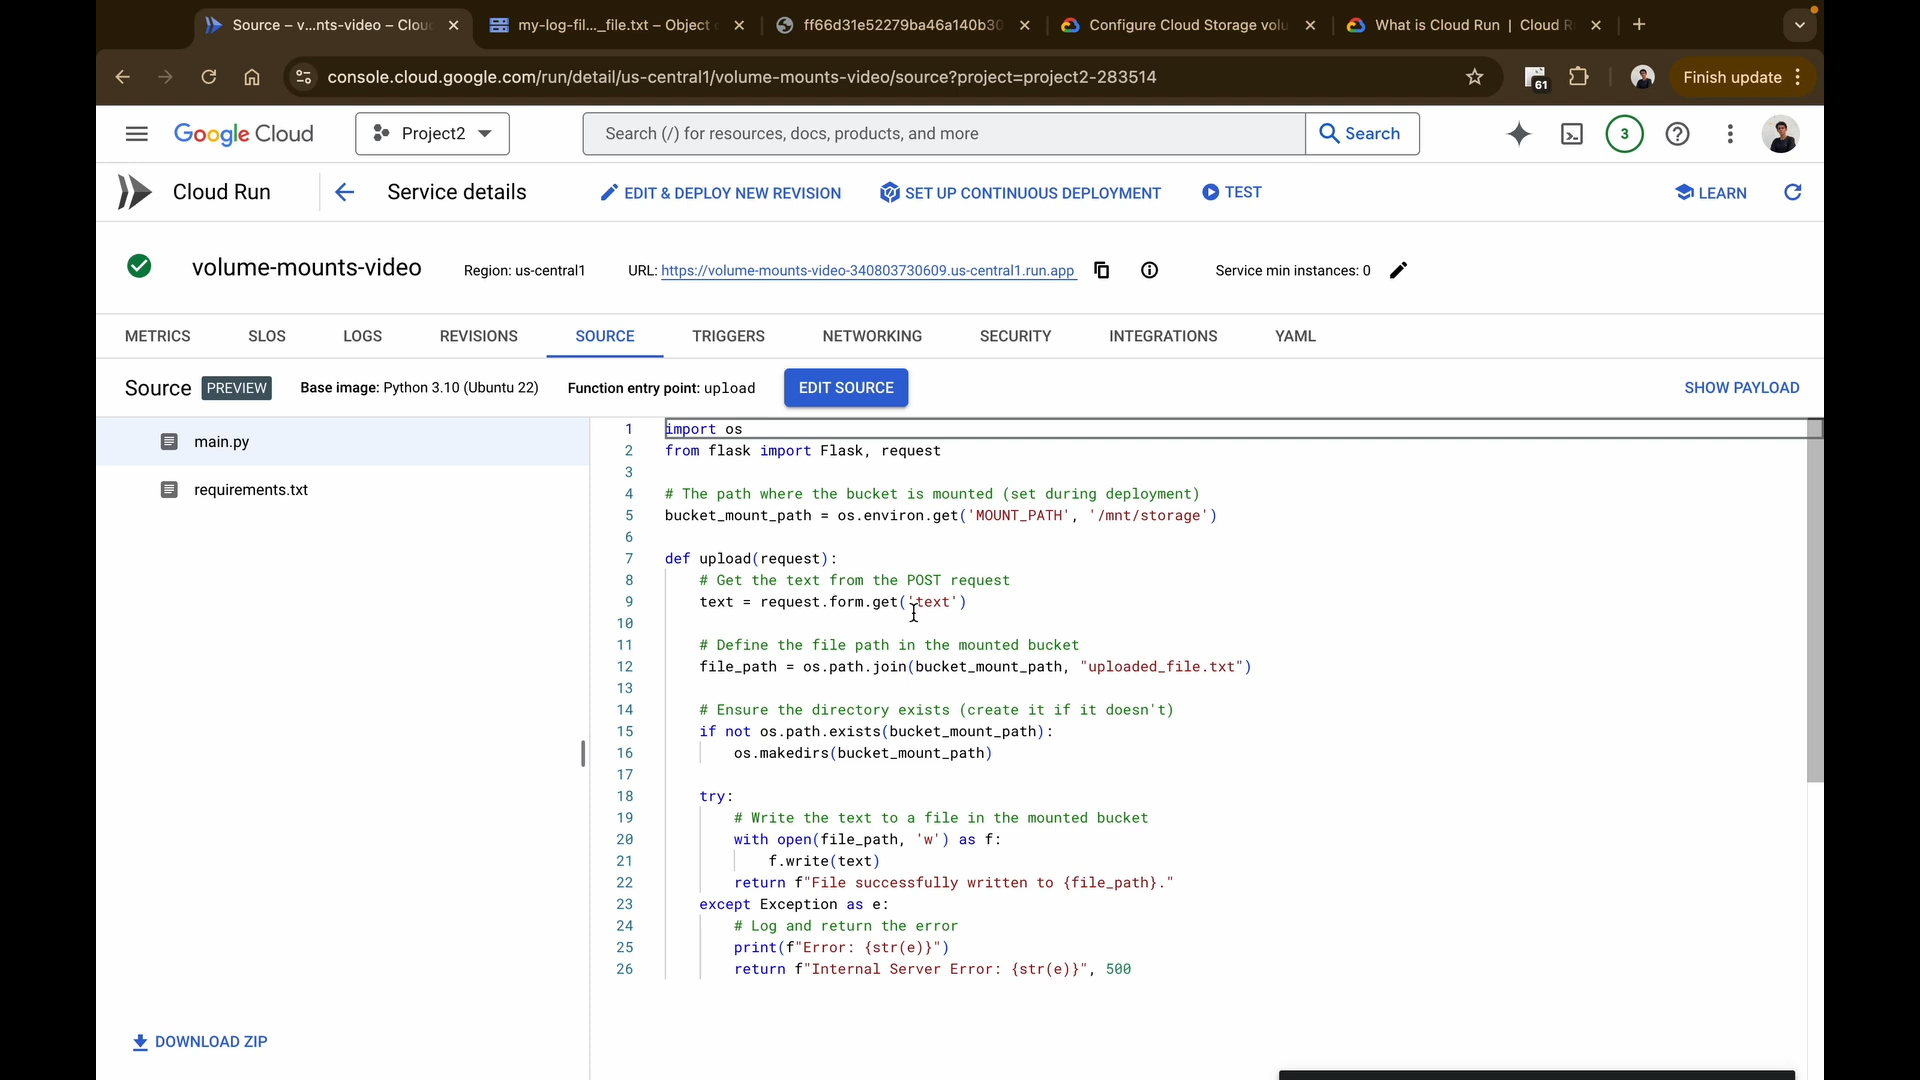 Source – v...nts-video – Clou
my-log-fil..._file.txt – Object
ff66d31e52279ba46a140b30
Configure Cloud Storage volu
What is Cloud Run | Cloud R
console.cloud.google.com/run/detail/us-central1/volume-mounts-video/source?project=project2-283514
61
Finish update
Google Cloud
Project2
Search (/) for resources, docs, products, and more
Search
3
Cloud Run
Service details
EDIT & DEPLOY NEW REVISION
SET UP CONTINUOUS DEPLOYMENT
TEST
LEARN
volume-mounts-video
Region: us-central1
URL: https://volume-mounts-video-340803730609.us-central1.run.app
Service min instances: 0
METRICS
SLOS
LOGS
REVISIONS
SOURCE
TRIGGERS
NETWORKING
SECURITY
INTEGRATIONS
YAML
Source PREVIEW
Base image: Python 3.10 (Ubuntu 22)
Function entry point: upload
EDIT SOURCE
SHOW PAYLOAD
main.py
requirements.txt
DOWNLOAD ZIP
1 import os
2 from flask import Flask, request
3
4 # The path where the bucket is mounted (set during deployment)
5 bucket_mount_path = os.environ.get('MOUNT_PATH', '/mnt/storage')
6
7 def upload(request):
8 # Get the text from the POST request
9 text = request.form.get('text')
10
11 # Define the file path in the mounted bucket
12 file_path = os.path.join(bucket_mount_path, "uploaded_file.txt")
13
14 # Ensure the directory exists (create it if it doesn't)
15 if not os.path.exists(bucket_mount_path):
16 os.makedirs(bucket_mount_path)
17
18 try:
19 # Write the text to a file in the mounted bucket
20 with open(file_path, 'w') as f:
21 f.write(text)
22 return f"File successfully written to {file_path}."
23 except Exception as e:
24 # Log and return the error
25 print(f"Error: {str(e)}")
26 return f"Internal Server Error: {str(e)}", 500